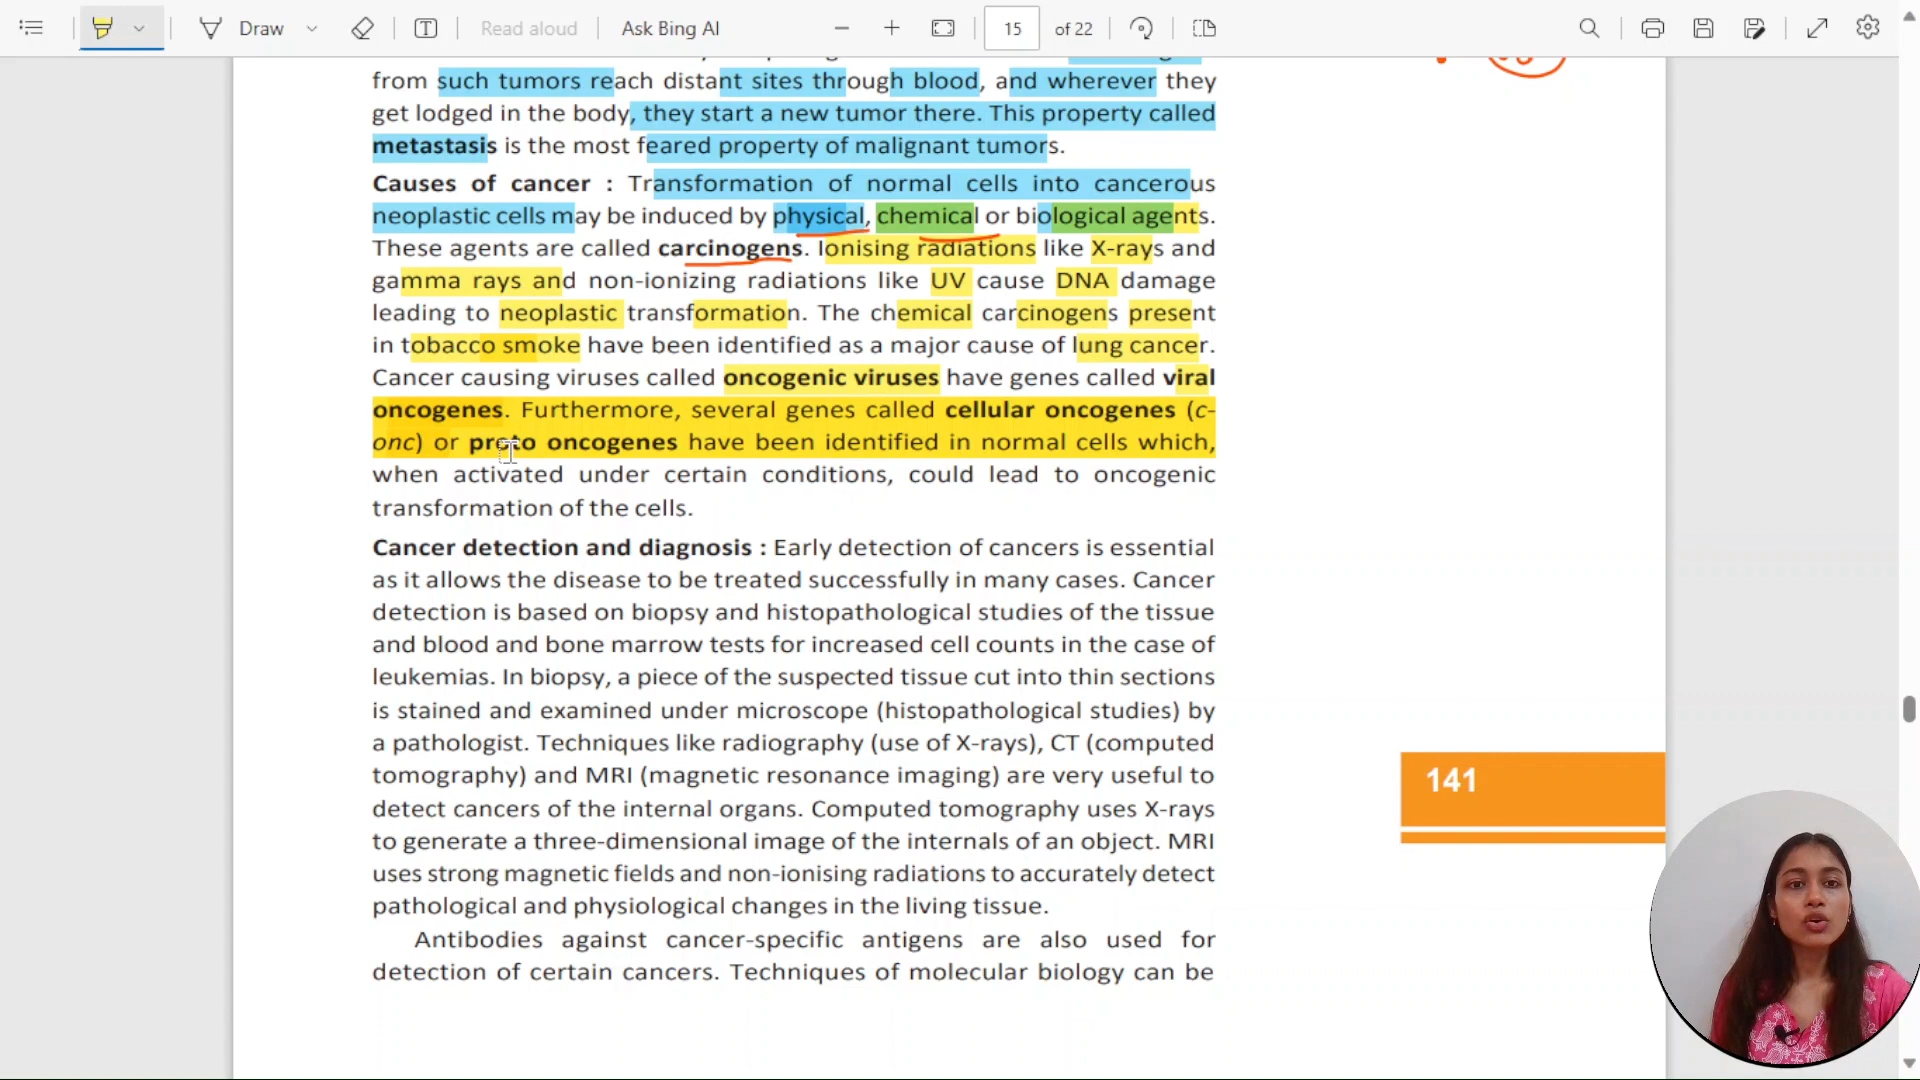 Draw
Read aloud
Ask Bing AI
15
of 22
from such tumors reach distant sites through blood, and wherever they
get lodged in the body, they start a new tumor there. This property called
metastasis is the most feared property of malignant tumors.
Causes of cancer : Transformation of normal cells into cancerous
neoplastic cells may be induced by physical, chemical or biological agents.
These agents are called carcinogens. Ionising radiations like X-rays and
gamma rays and non-ionizing radiations like UV cause DNA damage
leading to neoplastic transformation. The chemical carcinogens present
in tobacco smoke have been identified as a major cause of lung cancer.
Cancer causing viruses called oncogenic viruses have genes called viral
oncogenes. Furthermore, several genes called cellular oncogenes (c-
onc) or proto oncogenes have been identified in normal cells which,
when activated under certain conditions, could lead to oncogenic
transformation of the cells.
Cancer detection and diagnosis : Early detection of cancers is essential
as it allows the disease to be treated successfully in many cases. Cancer
detection is based on biopsy and histopathological studies of the tissue
and blood and bone marrow tests for increased cell counts in the case of
leukemias. In biopsy, a piece of the suspected tissue cut into thin sections
is stained and examined under microscope (histopathological studies) by
a pathologist. Techniques like radiography (use of X-rays), CT (computed
tomography) and MRI (magnetic resonance imaging) are very useful to
detect cancers of the internal organs. Computed tomography uses X-rays
to generate a three-dimensional image of the internals of an object. MRI
uses strong magnetic fields and non-ionising radiations to accurately detect
pathological and physiological changes in the living tissue.
Antibodies against cancer-specific antigens are also used for
detection of certain cancers. Techniques of molecular biology can be
141